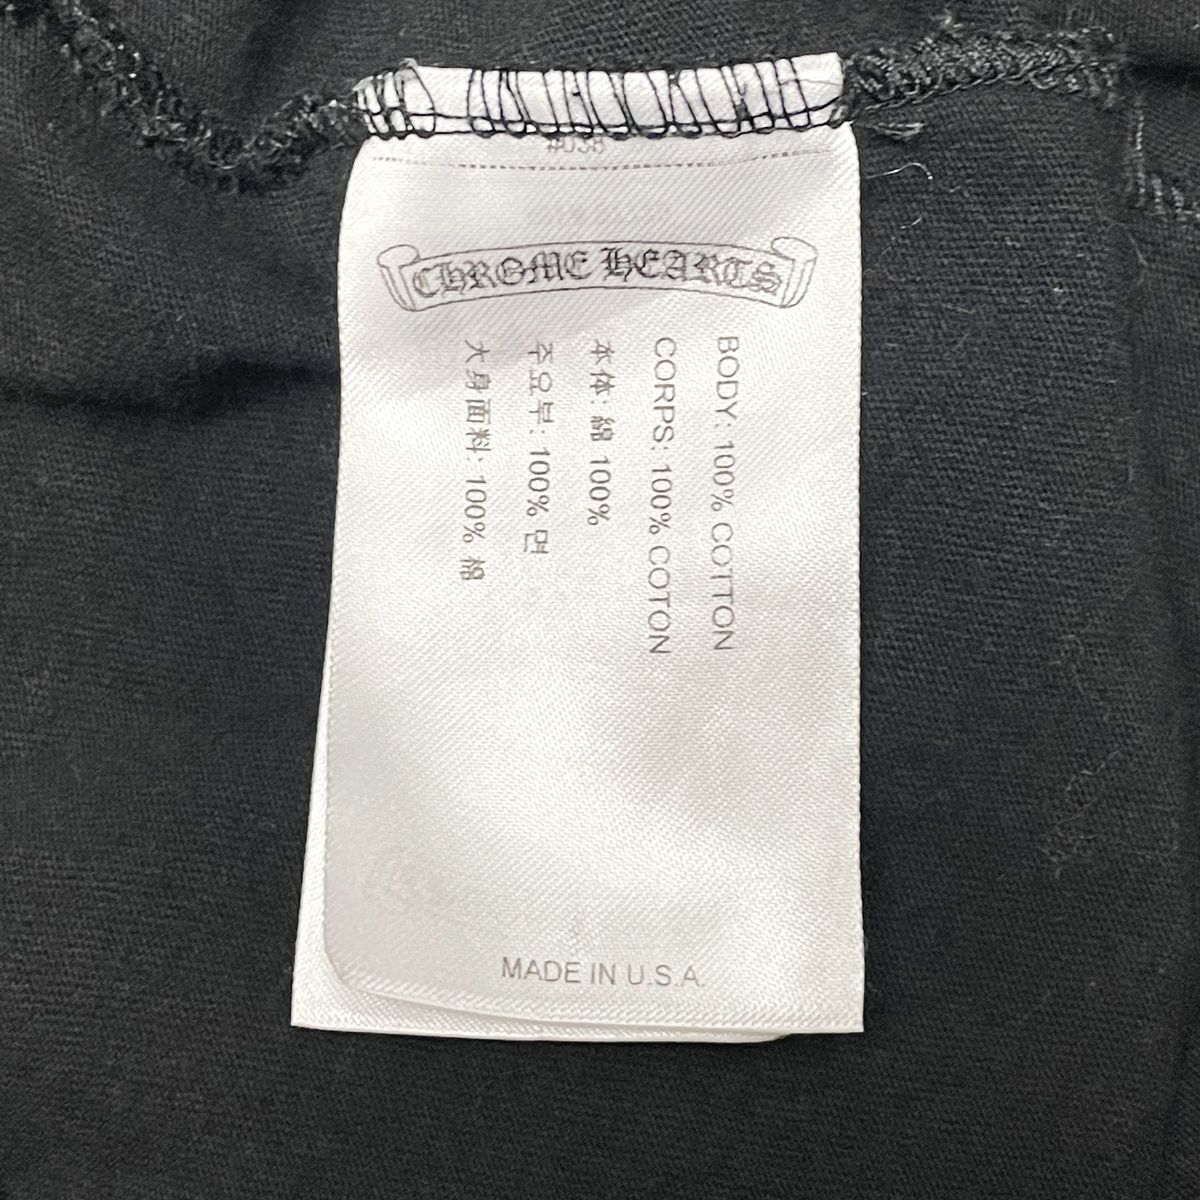 #038
CHROME HEARTS
BODY: 100% COTTON
CORPS: 100% COTON
本体: 綿 100%
주요부: 100% 면
大身面料: 100% 棉
MADE IN U.S.A.